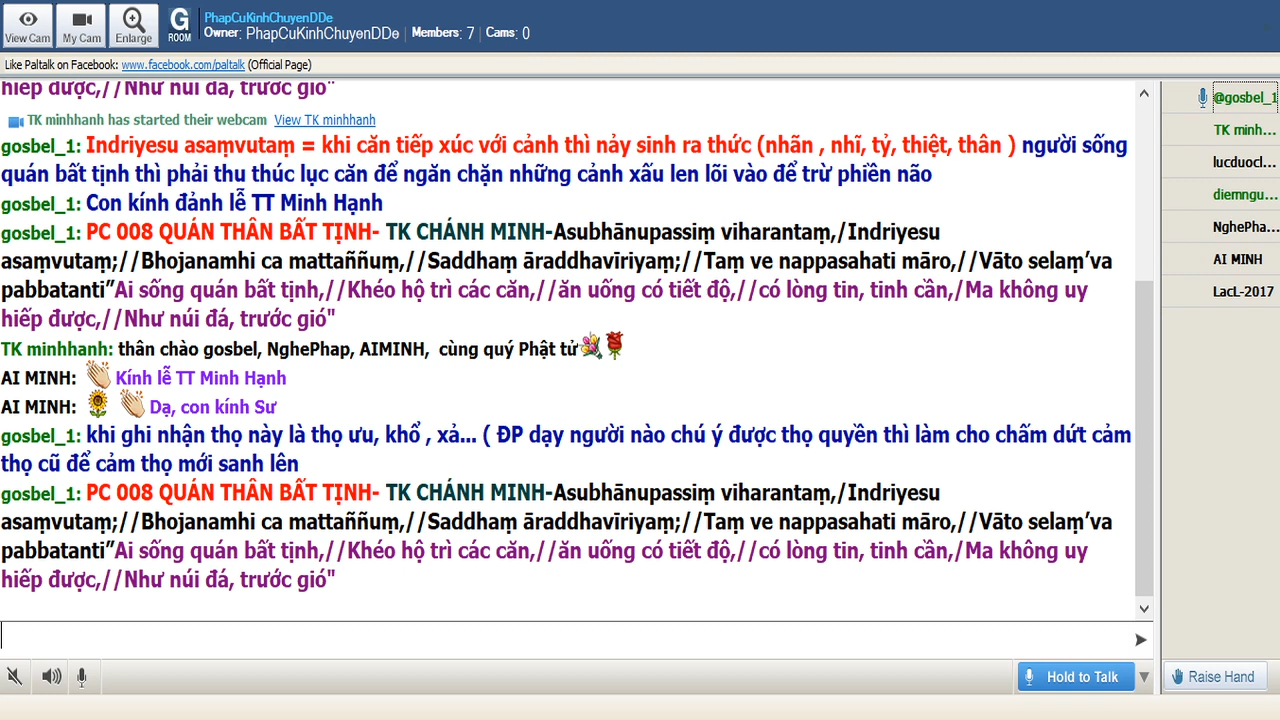 View Cam
My Cam
Enlarge
G
ROOM
PhapCuKinhChuyenDDe
Owner: PhapCuKinhChuyenDDe | Members: 7 | Cams: 0
Like Paltalk on Facebook: www.facebook.com/paltalk (Official Page)
hiếp được,//Như núi đá, trước gió"
TK minhhanh has started their webcam View TK minhhanh
gosbel_1: Indriyesu asaṃvutaṃ = khi căn tiếp xúc với cảnh thì nảy sinh ra thức (nhãn , nhĩ, tỷ, thiệt, thân ) người sống
quán bất tịnh thì phải thu thúc lục căn để ngăn chặn những cảnh xấu len lõi vào để trừ phiền não
gosbel_1: Con kính đảnh lễ TT Minh Hạnh
gosbel_1: PC 008 QUÁN THÂN BẤT TỊNH- TK CHÁNH MINH-Asubhānupassiṃ viharantaṃ,/Indriyesu
asaṃvutaṃ;//Bhojanamhi ca mattaññuṃ,//Saddhaṃ āraddhavīriyaṃ;//Taṃ ve nappasahati māro,//Vāto selaṃ’va
pabbatanti”Ai sống quán bất tịnh,//Khéo hộ trì các căn,//ăn uống có tiết độ,//có lòng tin, tinh cần,/Ma không uy
hiếp được,//Như núi đá, trước gió"
TK minhhanh: thân chào gosbel, NghePhap, AIMINH, cùng quý Phật tử
AI MINH: Kính lễ TT Minh Hạnh
AI MINH: Dạ, con kính Sư
gosbel_1: khi ghi nhận thọ này là thọ ưu, khổ , xả... ( ĐP dạy người nào chú ý được thọ quyền thì làm cho chấm dứt cảm
thọ cũ để cảm thọ mới sanh lên
gosbel_1: PC 008 QUÁN THÂN BẤT TỊNH- TK CHÁNH MINH-Asubhānupassiṃ viharantaṃ,/Indriyesu
asaṃvutaṃ;//Bhojanamhi ca mattaññuṃ,//Saddhaṃ āraddhavīriyaṃ;//Taṃ ve nappasahati māro,//Vāto selaṃ’va
pabbatanti”Ai sống quán bất tịnh,//Khéo hộ trì các căn,//ăn uống có tiết độ,//có lòng tin, tinh cần,/Ma không uy
hiếp được,//Như núi đá, trước gió"
@gosbel_1
TK minh...
lucduocl...
diemngu...
NghePha...
AI MINH
LacL-2017
Hold to Talk
Raise Hand